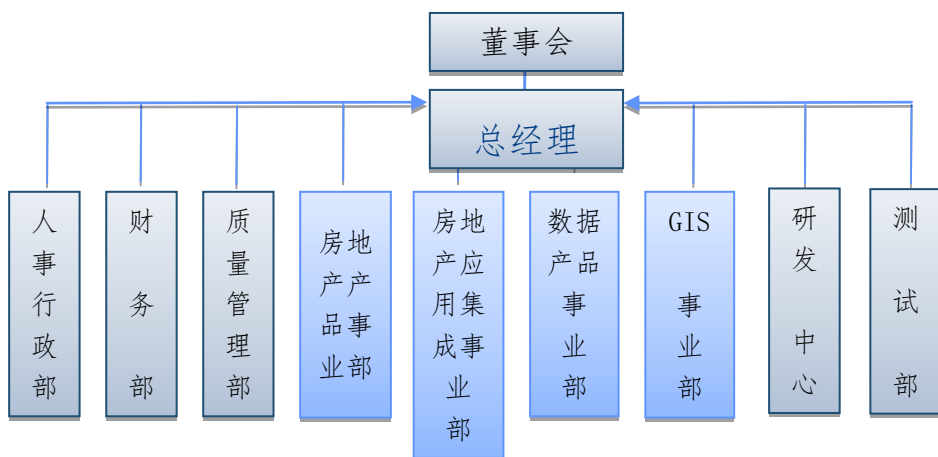 董事会
总经理
人事行政部
财务部
质量管理部
房地产产品事业部
房地产应用集成事业部
数据产品事业部
GIS事业部
研发中心
测试部